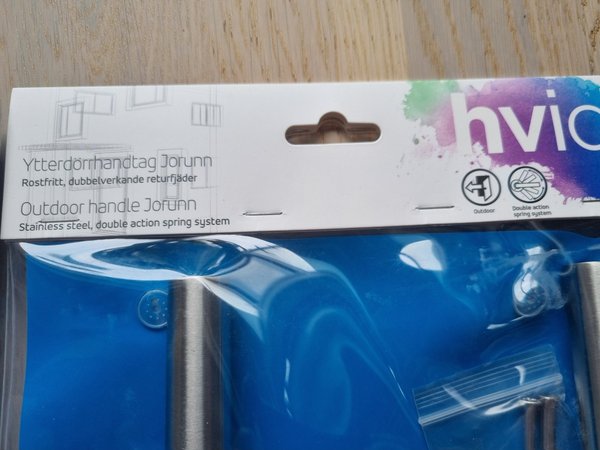 Ytterdörrhandtag Jorunn
Rostfritt, dubbelverkande returfjäder
Outdoor handle Jorunn
Stainless steel, double action spring system
Outdoor
Double action
spring system